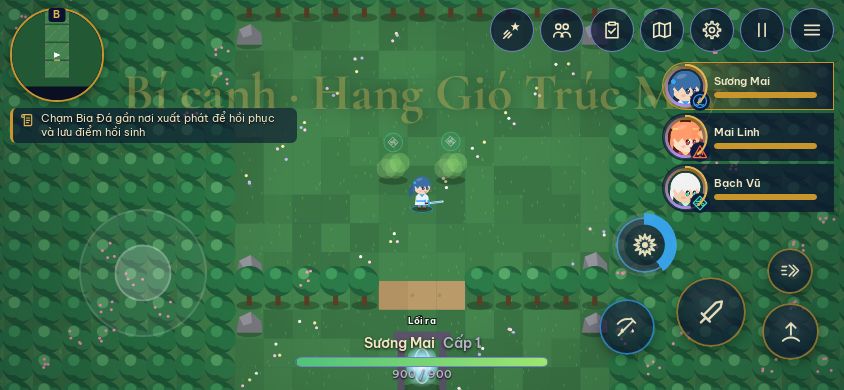 B
Bí cảnh · Hang Gió Trúc M
Sương Mai
Chạm Bia Đá gần nơi xuất phát để hồi phục
và lưu điểm hồi sinh
Mai Linh
Bạch Vũ
Lối ra
Sương Mai Cấp 1
900 / 900